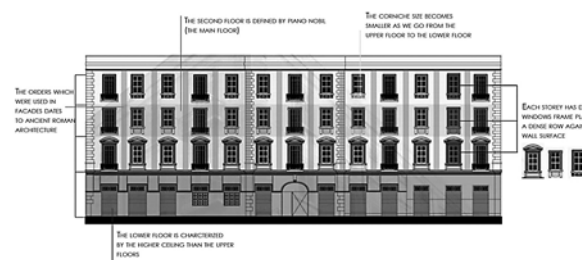 THE SECOND FLOOR IS DEFINED BY PIANO NOBIL
(THE MAIN FLOOR)
THE CORNICHE SIZE BECOMES
SMALLER AS WE GO FROM THE
UPPER FLOOR TO THE LOWER FLOOR
THE ORDERS WHICH
WERE USED IN
FACADES DATES
TO ANCIENT ROMAN
ARCHITECTURE
EACH STOREY HAS
WINDOWS FRAME
A DENSE ROW
WALL SURFACE
THE LOWER FLOOR IS CHARCTERIZED
BY THE HIGHER CEILING THAN THE UPPER
FLOORS